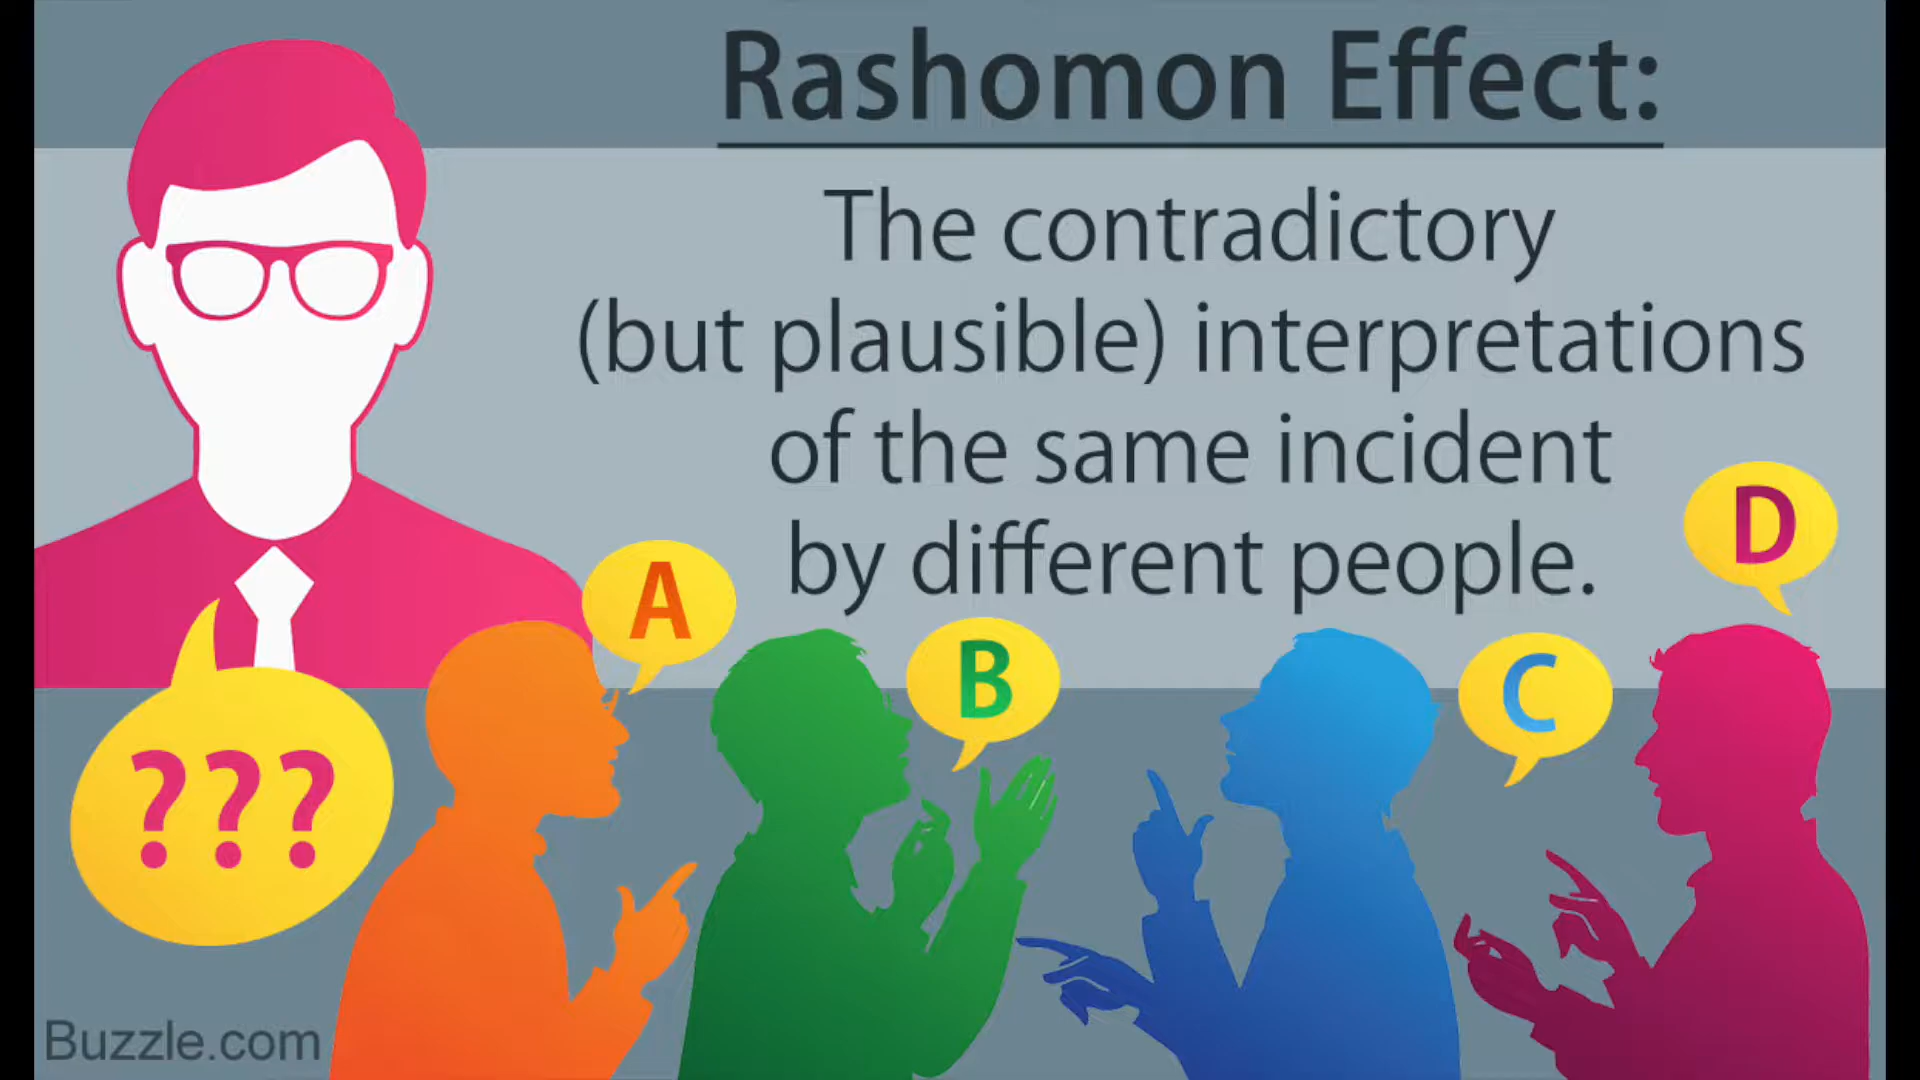 Rashomon Effect:
The contradictory
(but plausible) interpretations
of the same incident
by different people.
D
A
B
C
???
Buzzle.com